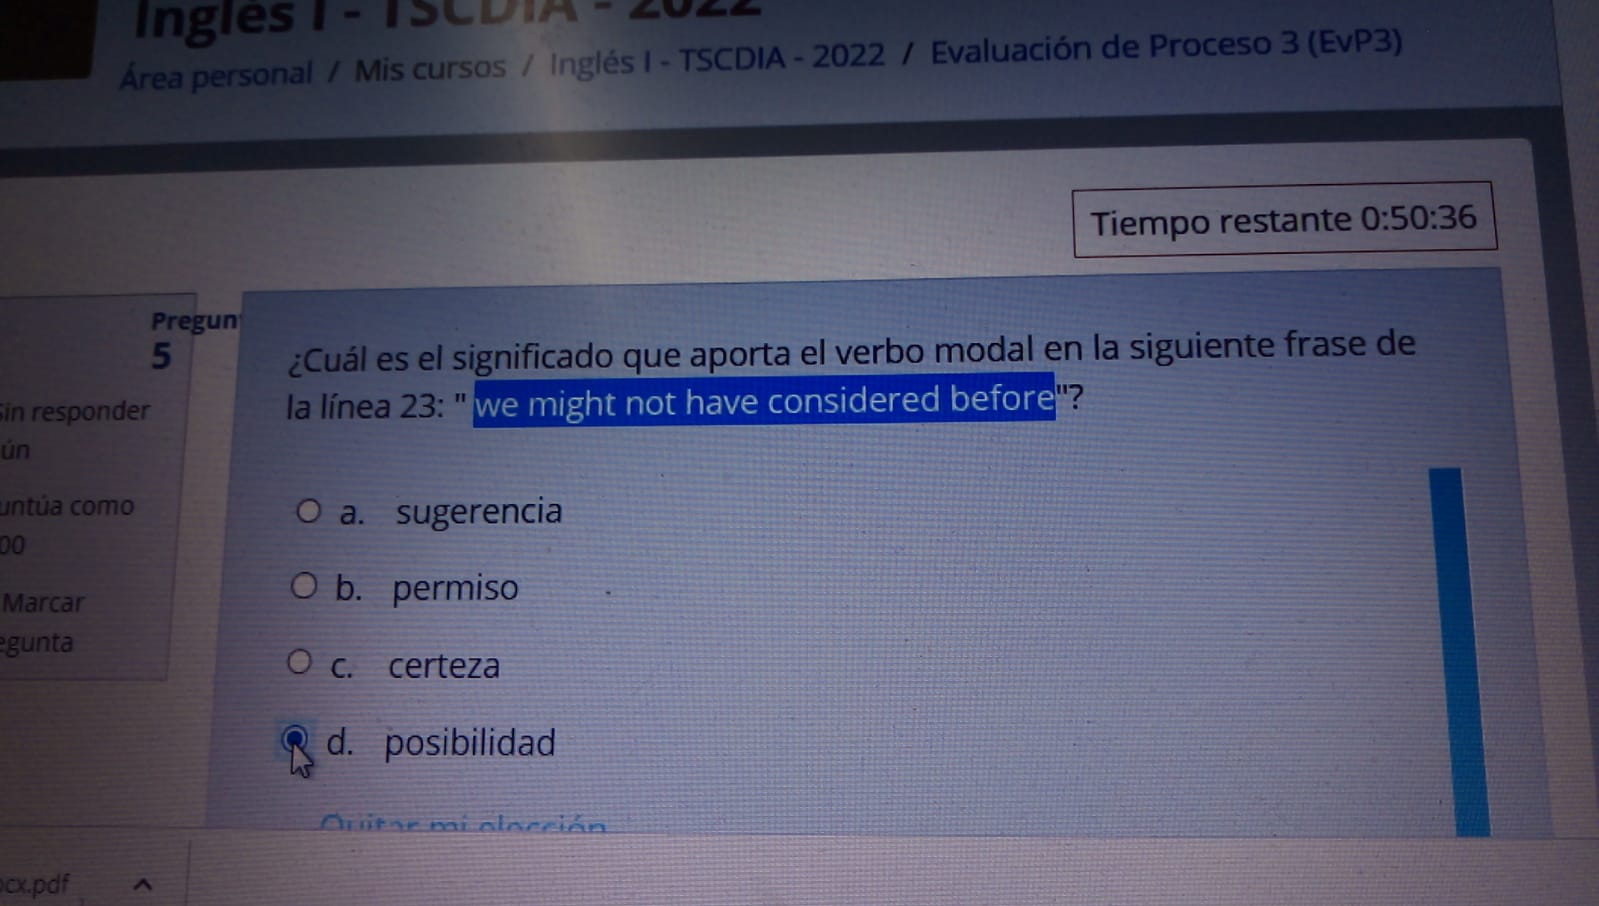 Inglés I - TSCDIA - 2022
Área personal / Mis cursos / Inglés I - TSCDIA - 2022 / Evaluación de Proceso 3 (EvP3)
Tiempo restante 0:50:36
Pregun
5
Sin responder
ún
untúa como
00
Marcar
egunta
¿Cuál es el significado que aporta el verbo modal en la siguiente frase de
la línea 23: " we might not have considered before"?
a. sugerencia
b. permiso
c. certeza
d. posibilidad
Quitar mi elección
ocx.pdf